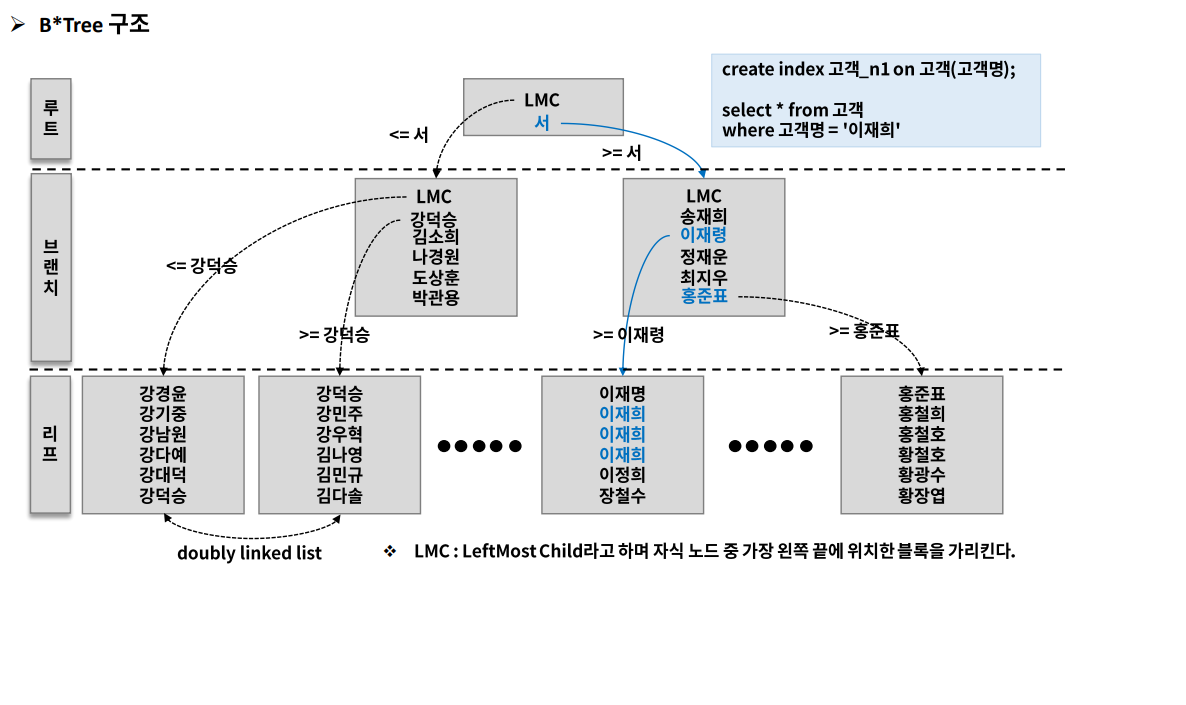 ➢ B*Tree 구조
create index 고객_n1 on 고객(고객명);
select * from 고객
where 고객명 = '이재희'
루
트
LMC
서
<= 서
>= 서
브
랜
치
LMC
강덕승
김소희
나경원
도상훈
박관용
LMC
송재희
이재령
정재운
최지우
홍준표
<= 강덕승
>= 강덕승
>= 이재령
>= 홍준표
리
프
강경윤
강기중
강남원
강다예
강대덕
강덕승
강덕승
강민주
강우혁
김나영
김민규
김다솔
이재명
이재희
이재희
이재희
이정희
장철수
홍준표
홍철희
홍철호
황철호
황광수
황장엽
doubly linked list
❖ LMC : LeftMost Child라고 하며 자식 노드 중 가장 왼쪽 끝에 위치한 블록을 가리킨다.